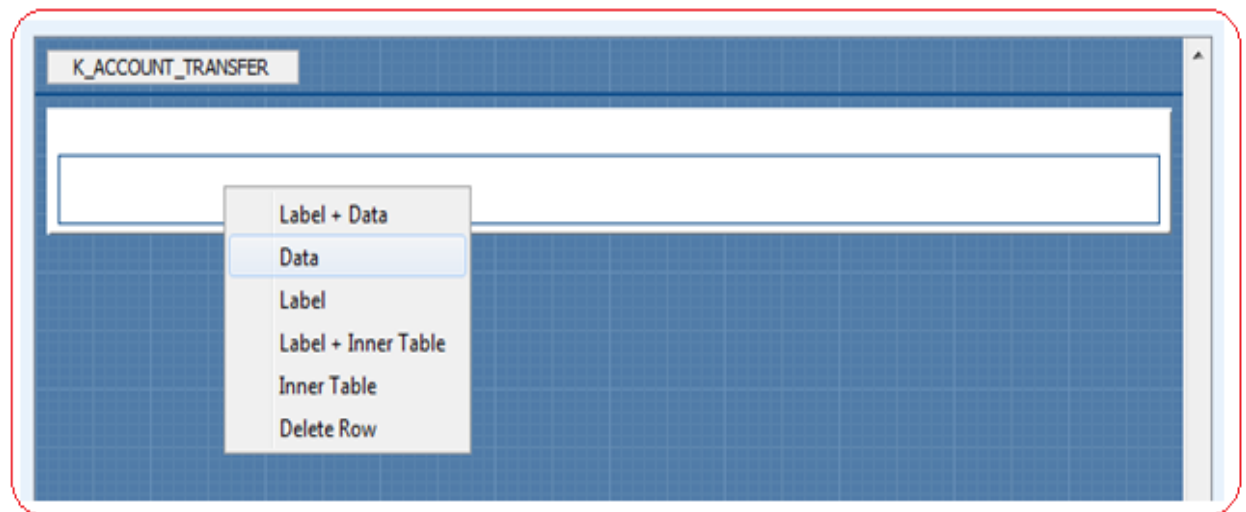 K_ACCOUNT_TRANSFER
Label + Data
Data
Label
Label + Inner Table
Inner Table
Delete Row